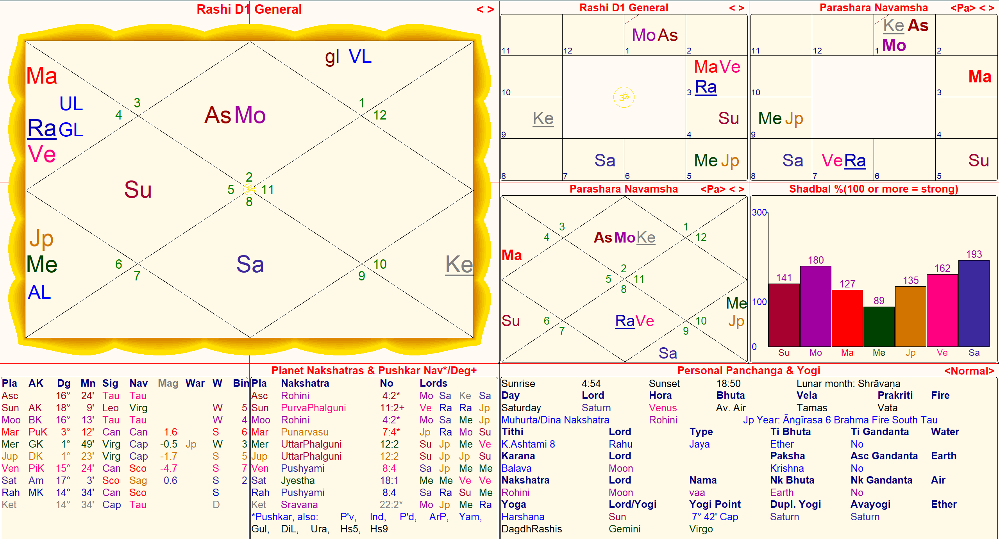 Rashi D1 General < >
gl VL
Ma
UL
3 1
4 As Mo 12
Ra GL
Ve
2
Su 5 ॐ 11
8
Jp
Me 6 Sa 10 Ke
7 9
AL
Rashi D1 General < >
Mo As
11 12 1 2
Ma Ve
Ra
10 3
ॐ
Ke Su
9 4
Sa Me Jp
8 7 6 5
Parashara Navamsha <Pa> < >
Ke As
Mo
11 12 1 2
Ma
10 3
Me Jp
9 4
Sa Ve Ra Su
8 7 6 5
Parashara Navamsha <Pa> < >
3 1
4 As Mo Ke 12
Ma
2
5 11
8
Me
Su 6 Ra Ve 10 Jp
7 9
Sa
Shadbal %(100 or more = strong)
300
193
180
162
141
135
127
100
89
0
Su Mo Ma Me Jp Ve Sa
Pla AK Dg Mn Sig Nav Mag War W Bin
Asc 16° 24' Tau Tau
Sun AK 18° 9' Leo Virg W 5
Moo BK 16° 13' Tau Tau W 4
Mar PuK 3° 12' Can Can 1.6 S 6
Mer GK 1° 49' Virg Cap -0.5 Jp W 3
Jup DK 1° 23' Virg Cap -1.7 S 5
Ven PiK 15° 24' Can Sco -4.7 S 7
Sat Am 17° 3' Sco Sag 0.6 S 2
Rah MK 14° 34' Can Sco S
Ket 14° 34' Cap Tau D
Planet Nakshatras & Pushkar Nav*/Deg+
Pla Nakshatra No Lords
Asc Rohini 4:2* Mo Sa Ke Sa
Sun PurvaPhalguni 11:2+ Ve Ra Ra Jp
Moo Rohini 4:2* Mo Sa Me Jp
Mar Punarvasu 7:4* Jp Ra Mo Su
Mer UttarPhalguni 12:2 Su Jp Me Ve
Jup UttarPhalguni 12:2 Su Jp Jp Su
Ven Pushyami 8:4 Sa Jp Me Me
Sat Jyestha 18:1 Me Me Ve Ve
Rah Pushyami 8:4 Sa Ra Su Me
Ket Sravana 22:2* Mo Jp Me Ra
*Pushkar, also: P'v, Ind, P'd, ArP, Yam,
Gul, DiL, Ura, Hs5, Hs9
Personal Panchanga & Yogi <Normal>
Sunrise 4:54 Sunset 18:50 Lunar month: Shrāvaṇa
Day Lord Hora Bhuta Vela Prakriti Fire
Saturday Saturn Venus Av. Air Tamas Vata
Muhurta/Dina Nakshatra Rohini Jp Year: Āṅgīrasa 6 Brahma Fire South Tau
Tithi Lord Type Ti Bhuta Ti Gandanta Water
K.Ashtami 8 Rahu Jaya Ether No
Karana Lord Paksha Asc Gandanta Earth
Balava Moon Krishna No
Nakshatra Lord Nama Nk Bhuta Nk Gandanta Air
Rohini Moon vaa Earth No
Yoga Lord/Yogi Yogi Point Dupl. Yogi Avayogi Ether
Harshana Sun 7° 42' Cap Saturn Saturn
DagdhRashis Gemini Virgo